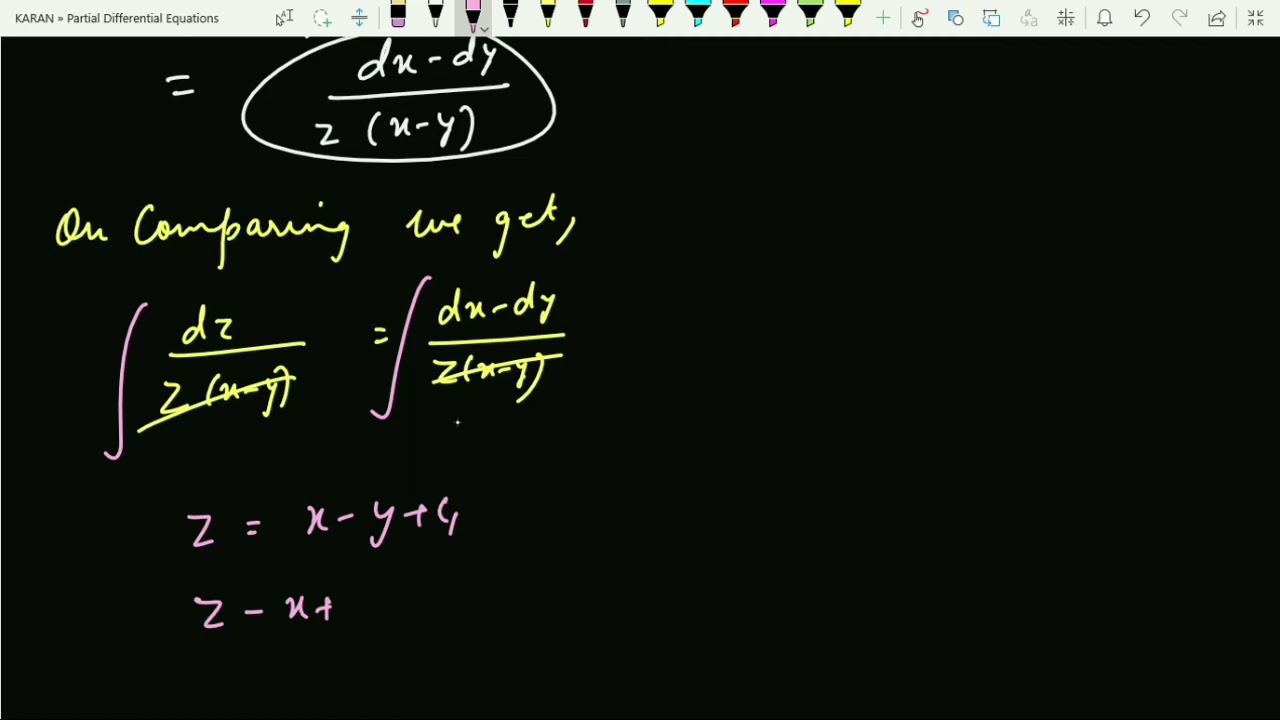 KARAN » Partial Differential Equations
= dx - dy / z (x-y)
On Comparing we get,
∫ dz / z (x-y) = ∫ dx - dy / z(x-y)
z = x - y + c₁
z - x +